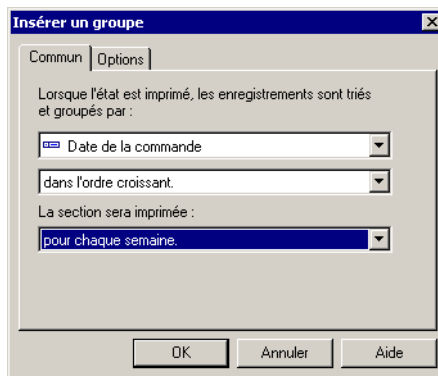 Insérer un groupe
Commun Options
Lorsque l'état est imprimé, les enregistrements sont triés
et groupés par :
Date de la commande
dans l'ordre croissant.
La section sera imprimée :
pour chaque semaine.
OK Annuler Aide